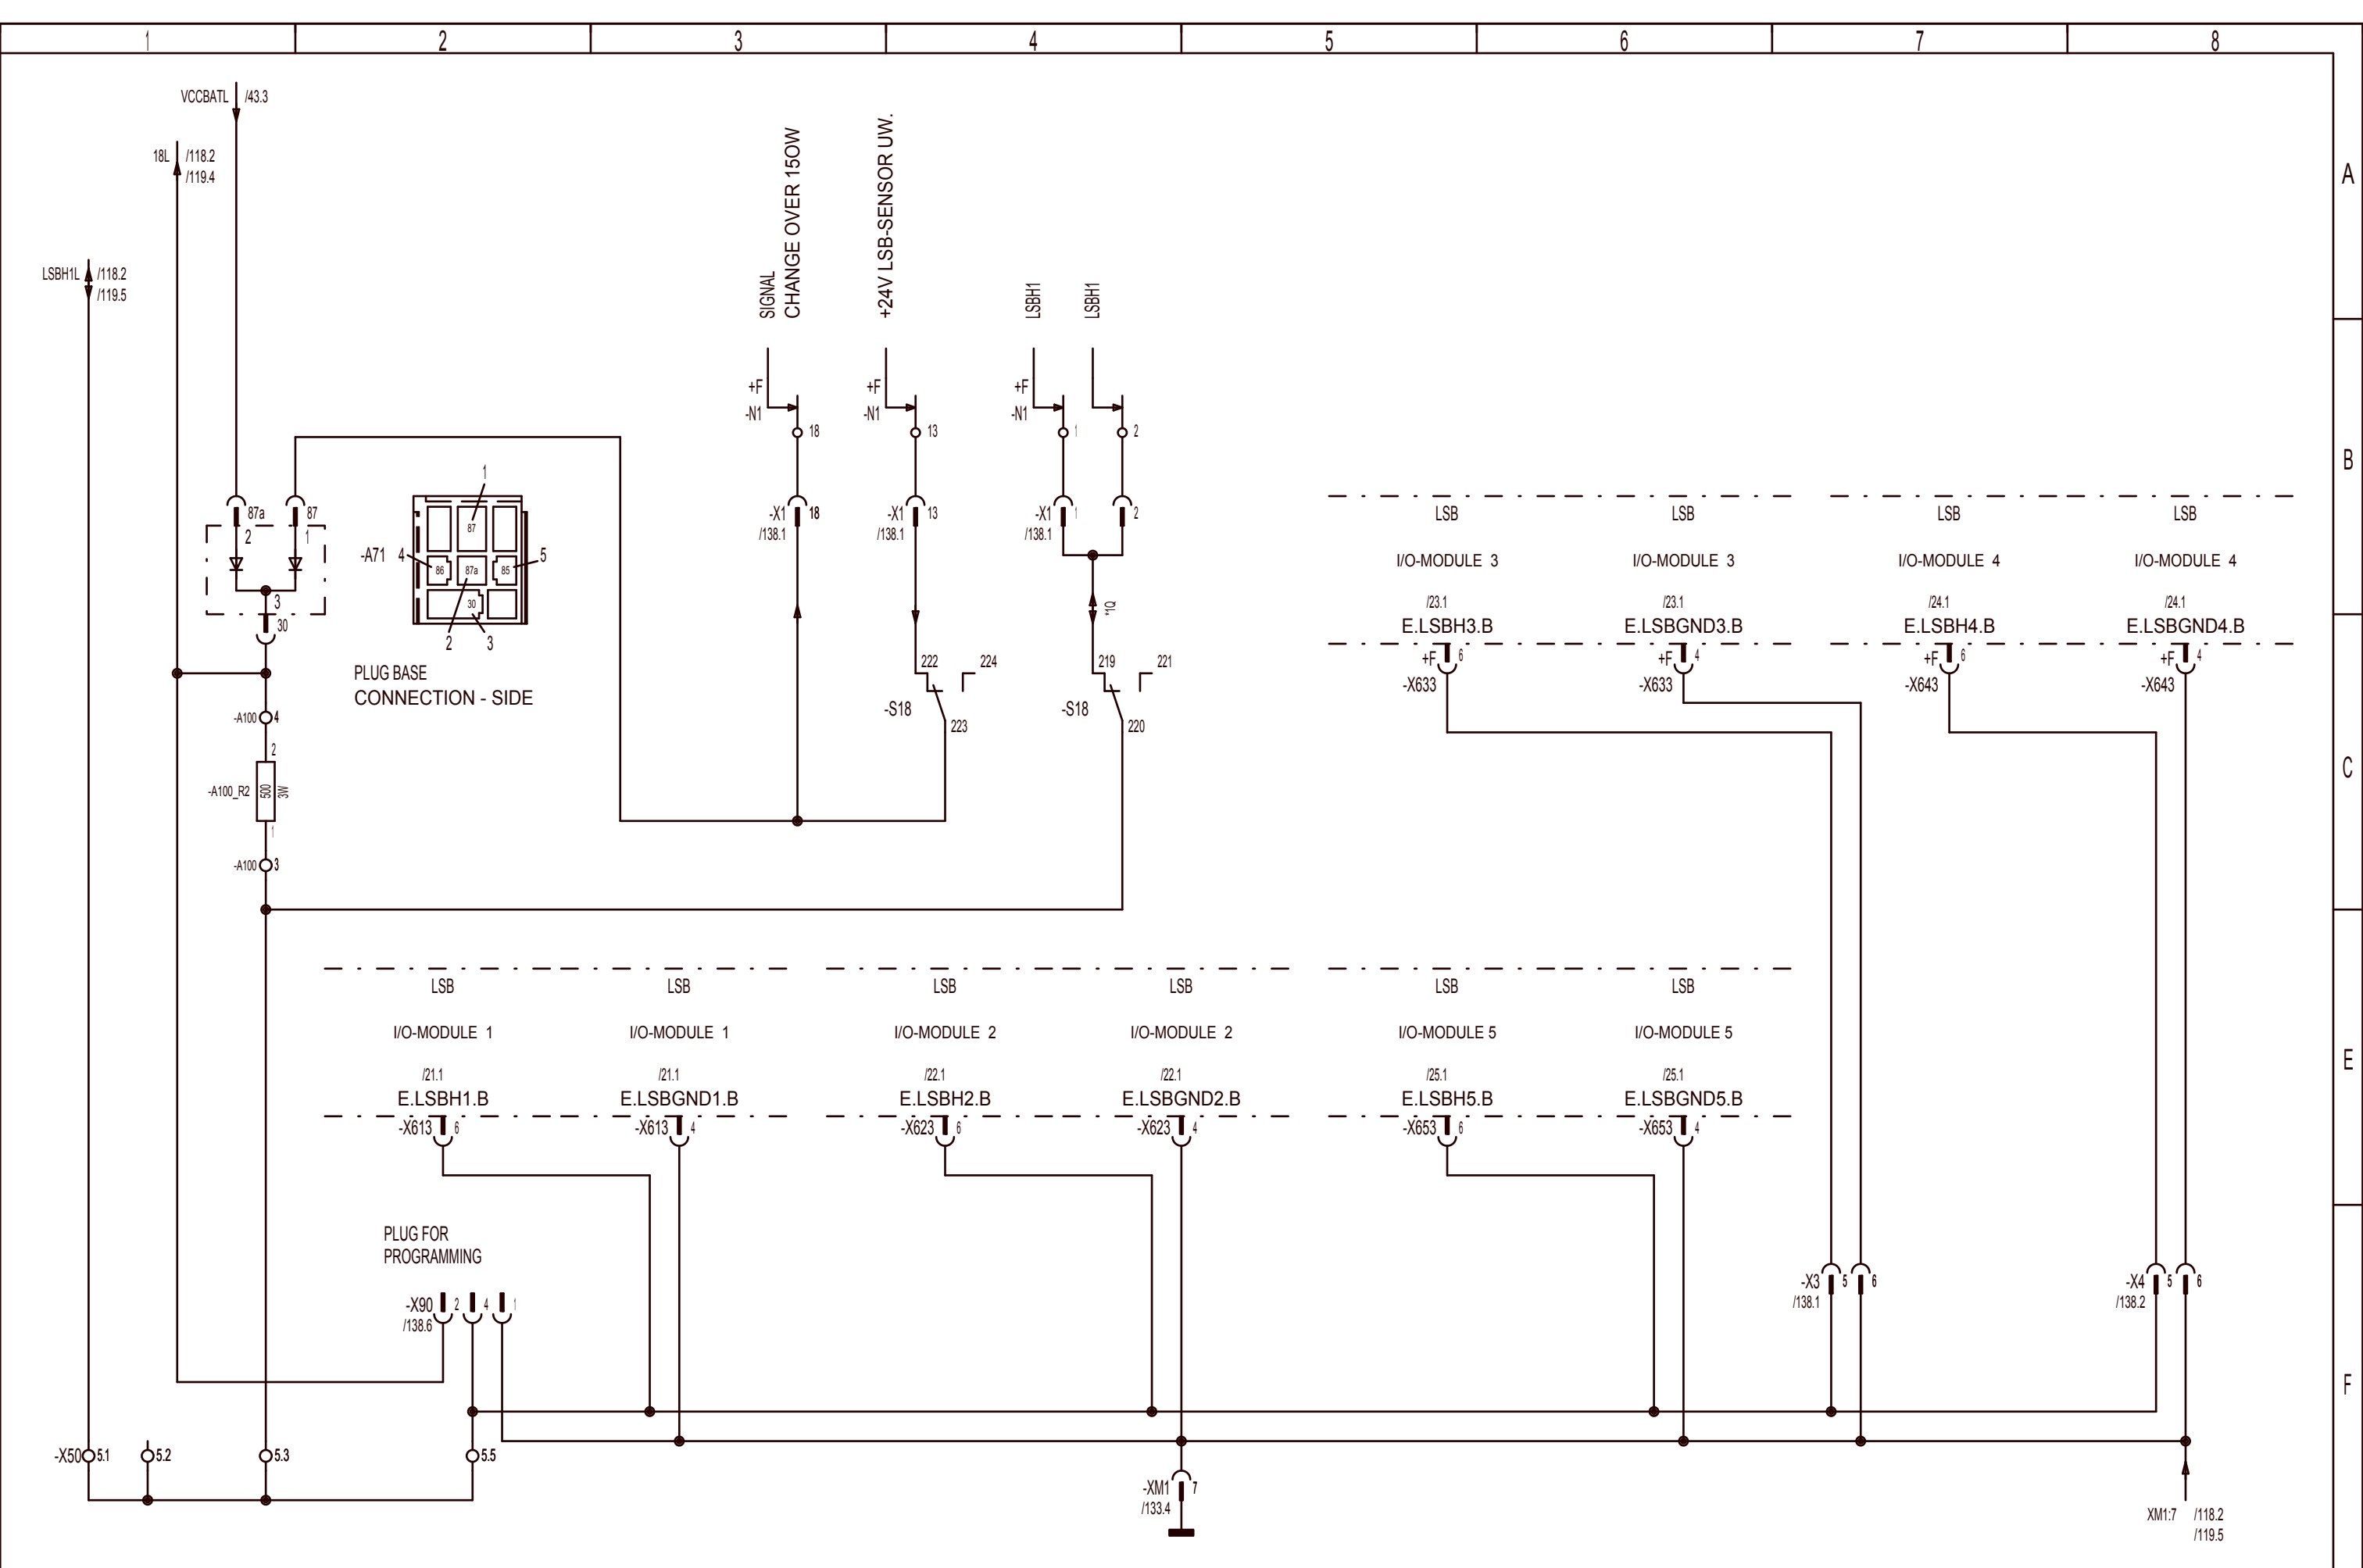 1 2 3 4 5 6 7 8
A
B
C
E
F
VCCBATL /43.3
18L /118.2
/119.4
LSBH1L /118.2
/119.5
SIGNAL
CHANGE OVER 15OW
+24V LSB-SENSOR UW.
LSBH1
LSBH1
+F
-N1
18
+F
-N1
13
+F
-N1
1
2
-X1 18
/138.1
-X1 13
/138.1
-X1 1
/138.1
2
87a
87
2
1
3
30
-A71
1
4
5
2
3
87
86
87a
85
30
PLUG BASE
CONNECTION - SIDE
*1Q
222
224
-S18
223
219
221
-S18
220
-A100 4
2
-A100_R2
500
3W
1
-A100 3
LSB
I/O-MODULE 3
/23.1
E.LSBH3.B
+F 6
-X633
LSB
I/O-MODULE 3
/23.1
E.LSBGND3.B
+F 4
-X633
LSB
I/O-MODULE 4
/24.1
E.LSBH4.B
+F 6
-X643
LSB
I/O-MODULE 4
/24.1
E.LSBGND4.B
+F 4
-X643
LSB
I/O-MODULE 1
/21.1
E.LSBH1.B
-X613 6
LSB
I/O-MODULE 1
/21.1
E.LSBGND1.B
-X613 4
LSB
I/O-MODULE 2
/22.1
E.LSBH2.B
-X623 6
LSB
I/O-MODULE 2
/22.1
E.LSBGND2.B
-X623 4
LSB
I/O-MODULE 5
/25.1
E.LSBH5.B
-X653 6
LSB
I/O-MODULE 5
/25.1
E.LSBGND5.B
-X653 4
PLUG FOR
PROGRAMMING
-X90 2 4 1
/138.6
-X3 5 6
/138.1
-X4 5 6
/138.2
-X50 5.1 5.2 5.3 5.5
-XM1 7
/133.4
XM1:7 /118.2
/119.5